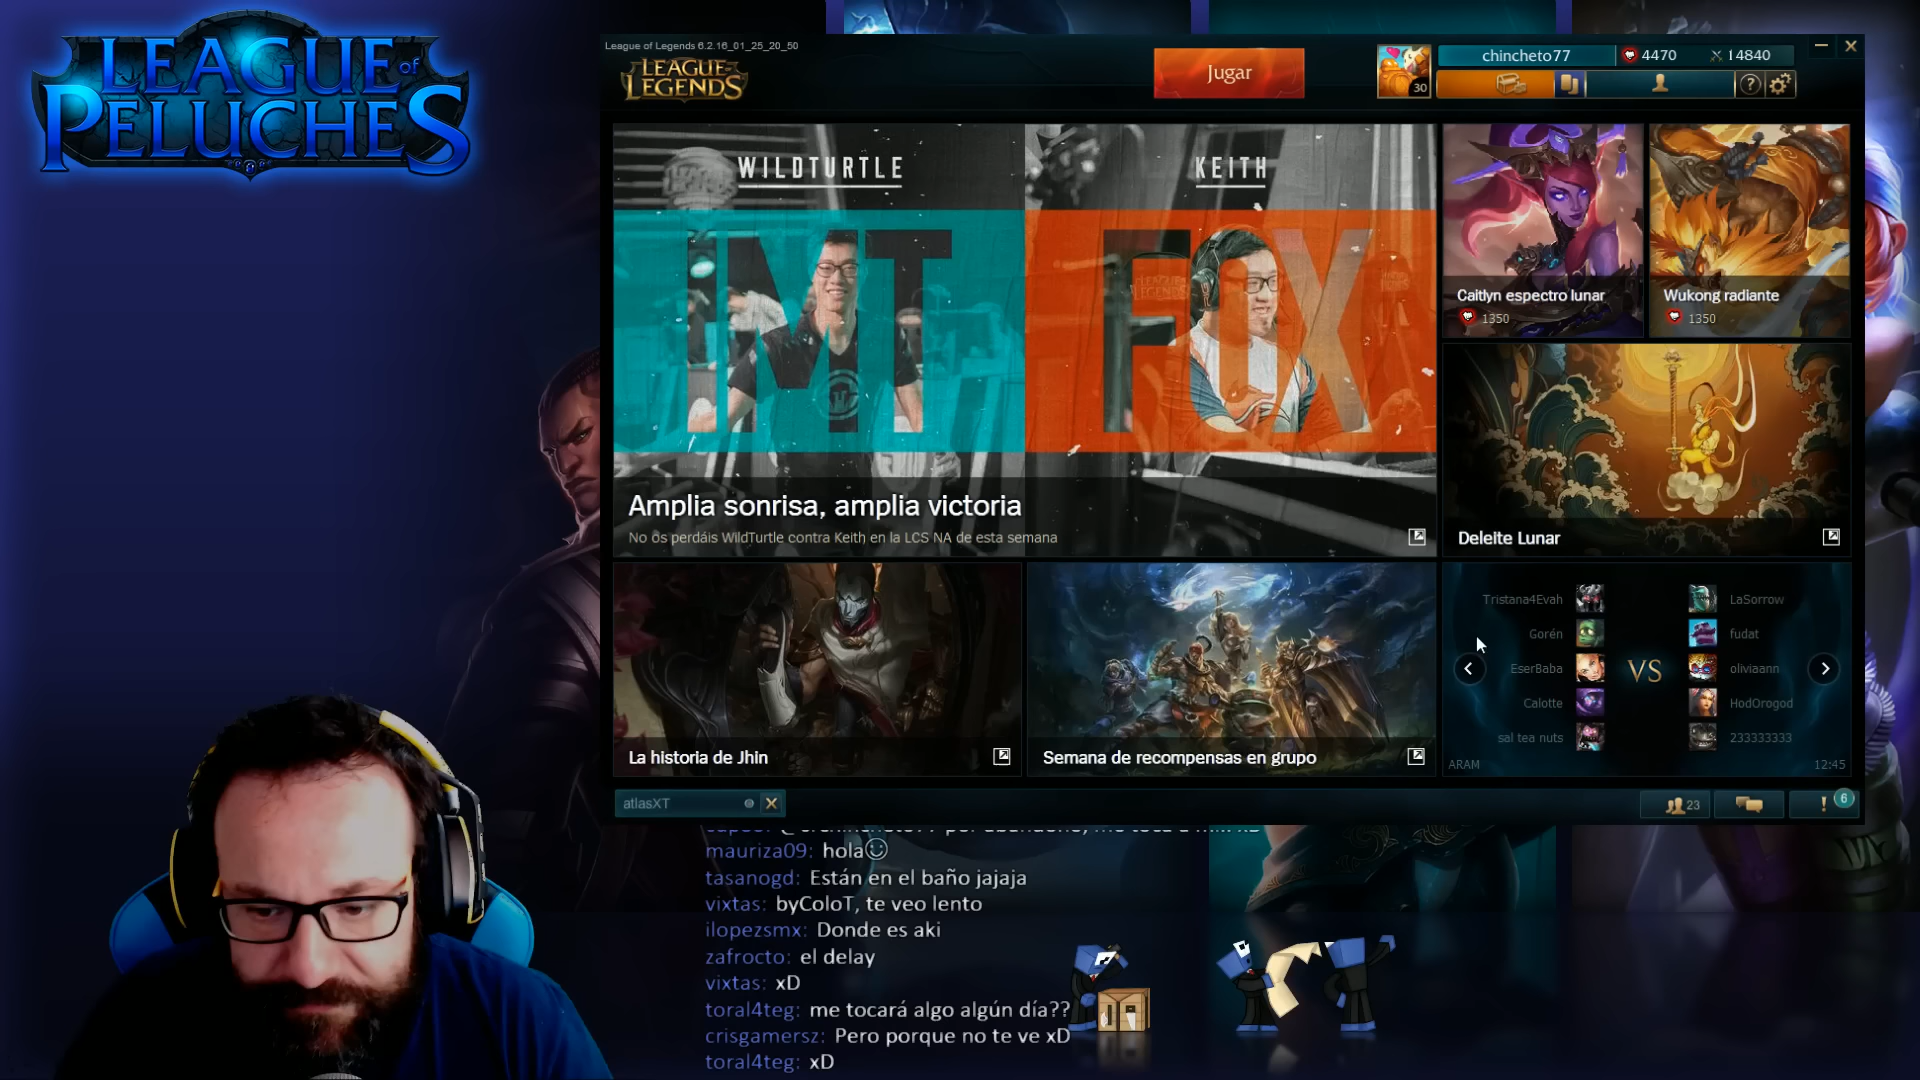 LEAGUE of
PELUCHES
League of Legends 6.2.16_01_25_20_50
LEAGUE of
LEGENDS
Jugar
30
chincheto77
4470
14840
?
WILDTURTLE
KEITH
IMT
FOX
Amplia sonrisa, amplia victoria
No os perdáis WildTurtle contra Keith en la LCS NA de esta semana
Caitlyn espectro lunar
1350
Wukong radiante
1350
Deleite Lunar
La historia de Jhin
Semana de recompensas en grupo
Tristana4Evah
LaSorrow
Gorén
fudat
EserBaba
VS
oliviaann
Calotte
HodOrogod
sal tea nuts
233333333
ARAM
12:45
atlasXT
23
!
6
mauriza09: hola
tasanogd: Están en el baño jajaja
vixtas: byColoT, te veo lento
ilopezsmx: Donde es aki
zafrocto: el delay
vixtas: xD
toral4teg: me tocará algo algún día??
crisgamersz: Pero porque no te ve xD
toral4teg: xD